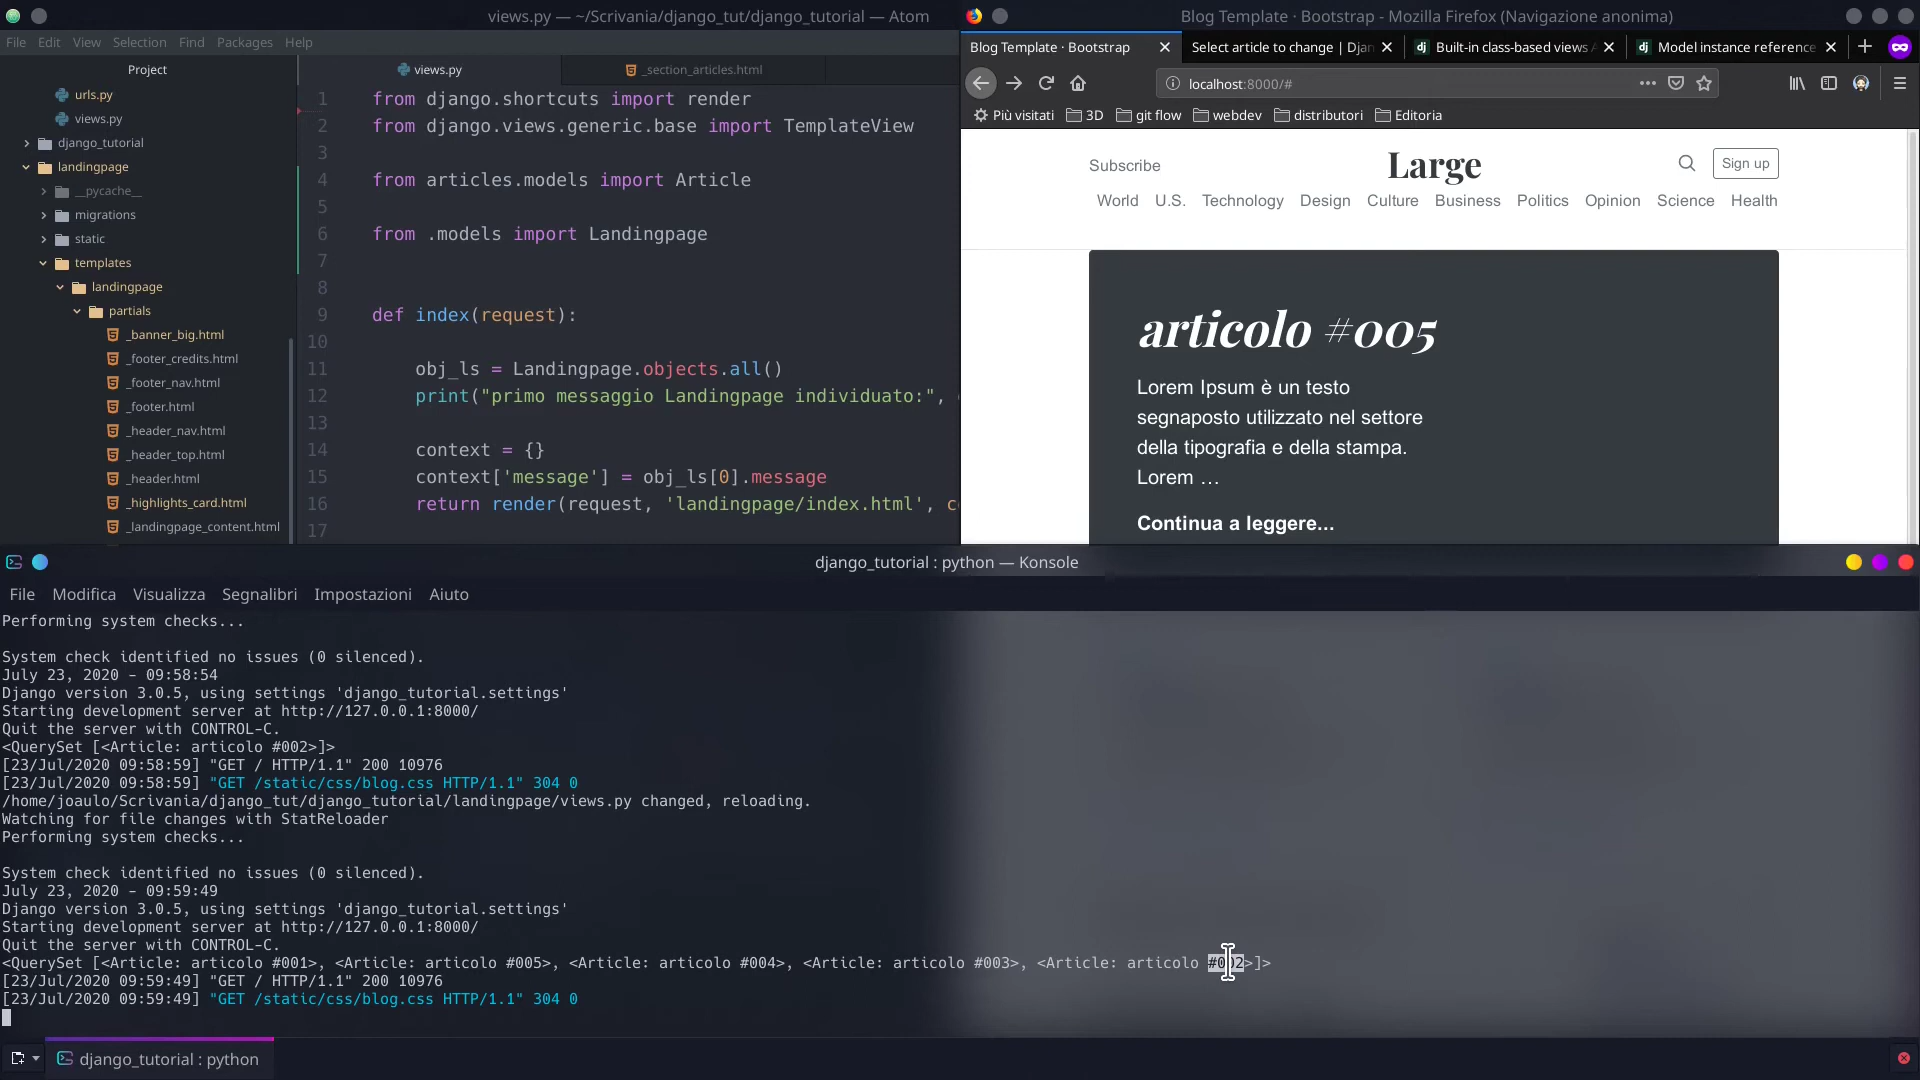 views.py — ~/Scrivania/django_tut/django_tutorial — Atom
File Edit View Selection Find Packages Help
Project
urls.py
views.py
django_tutorial
landingpage
__pycache__
migrations
static
templates
landingpage
partials
_banner_big.html
_footer_credits.html
_footer_nav.html
_footer.html
_header_nav.html
_header_top.html
_header.html
_highlights_card.html
_landingpage_content.html
views.py
_section_articles.html
1 from django.shortcuts import render
2 from django.views.generic.base import TemplateView
3
4 from articles.models import Article
5
6 from .models import Landingpage
7
8
9 def index(request):
10
11 obj_ls = Landingpage.objects.all()
12 print("primo messaggio Landingpage individuato:",
13
14 context = {}
15 context['message'] = obj_ls[0].message
16 return render(request, 'landingpage/index.html', c
17
Blog Template · Bootstrap - Mozilla Firefox (Navigazione anonima)
Blog Template · Bootstrap
Select article to change | Djan
Built-in class-based views A
Model instance reference
localhost:8000/#
Più visitati 3D git flow webdev distributori Editoria
Subscribe
Large
Sign up
World U.S. Technology Design Culture Business Politics Opinion Science Health
articolo #005
Lorem Ipsum è un testo
segnaposto utilizzato nel settore
della tipografia e della stampa.
Lorem …
Continua a leggere...
django_tutorial : python — Konsole
File Modifica Visualizza Segnalibri Impostazioni Aiuto
Performing system checks...
System check identified no issues (0 silenced).
July 23, 2020 - 09:58:54
Django version 3.0.5, using settings 'django_tutorial.settings'
Starting development server at http://127.0.0.1:8000/
Quit the server with CONTROL-C.
<QuerySet [<Article: articolo #002>]>
[23/Jul/2020 09:58:59] "GET / HTTP/1.1" 200 10976
[23/Jul/2020 09:58:59] "GET /static/css/blog.css HTTP/1.1" 304 0
/home/joaulo/Scrivania/django_tut/django_tutorial/landingpage/views.py changed, reloading.
Watching for file changes with StatReloader
Performing system checks...
System check identified no issues (0 silenced).
July 23, 2020 - 09:59:49
Django version 3.0.5, using settings 'django_tutorial.settings'
Starting development server at http://127.0.0.1:8000/
Quit the server with CONTROL-C.
<QuerySet [<Article: articolo #001>, <Article: articolo #005>, <Article: articolo #004>, <Article: articolo #003>, <Article: articolo #002>]>
[23/Jul/2020 09:59:49] "GET / HTTP/1.1" 200 10976
[23/Jul/2020 09:59:49] "GET /static/css/blog.css HTTP/1.1" 304 0
django_tutorial : python